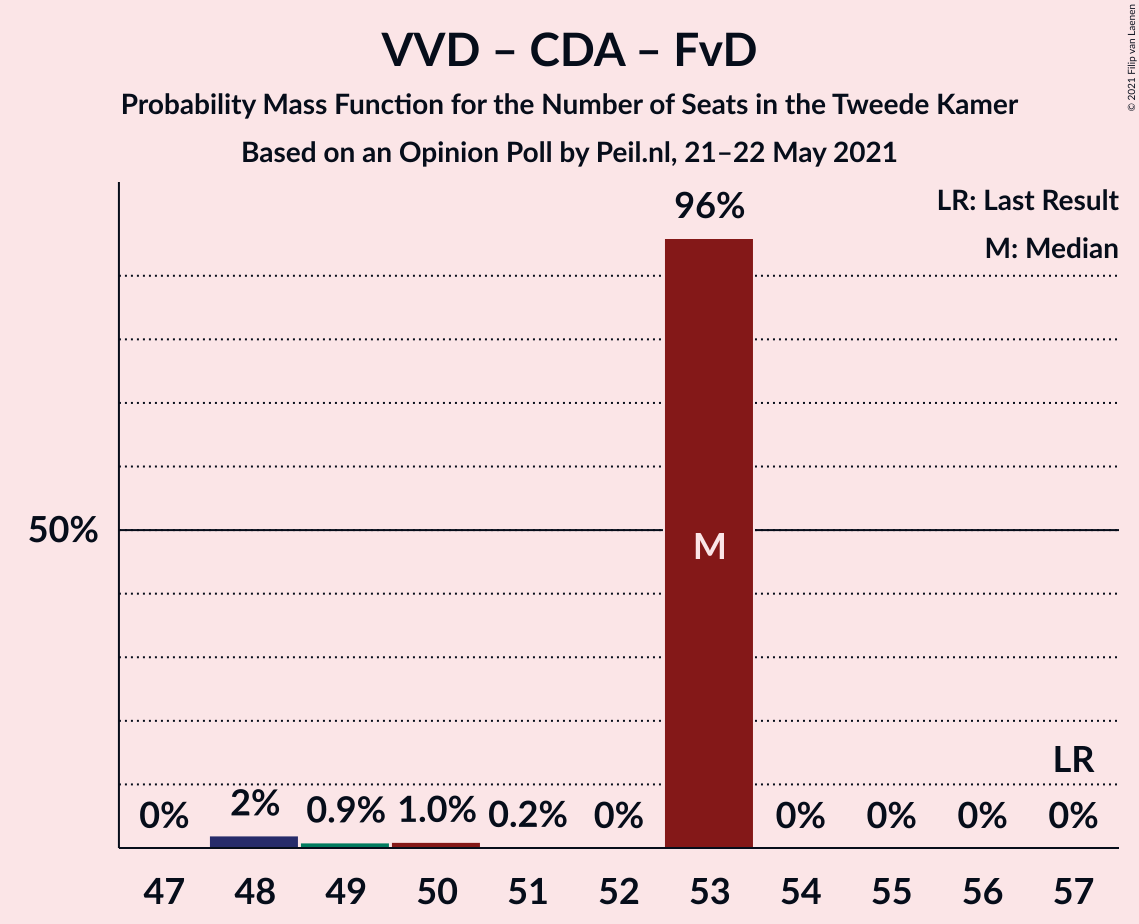 VVD – CDA – FvD
Probability Mass Function for the Number of Seats in the Tweede Kamer
Based on an Opinion Poll by Peil.nl, 21–22 May 2021
© 2021 Filip van Laenen
LR: Last Result
M: Median
96%
50%
M
LR
0% 2% 0.9% 1.0% 0.2% 0% 0% 0% 0% 0%
47 48 49 50 51 52 53 54 55 56 57